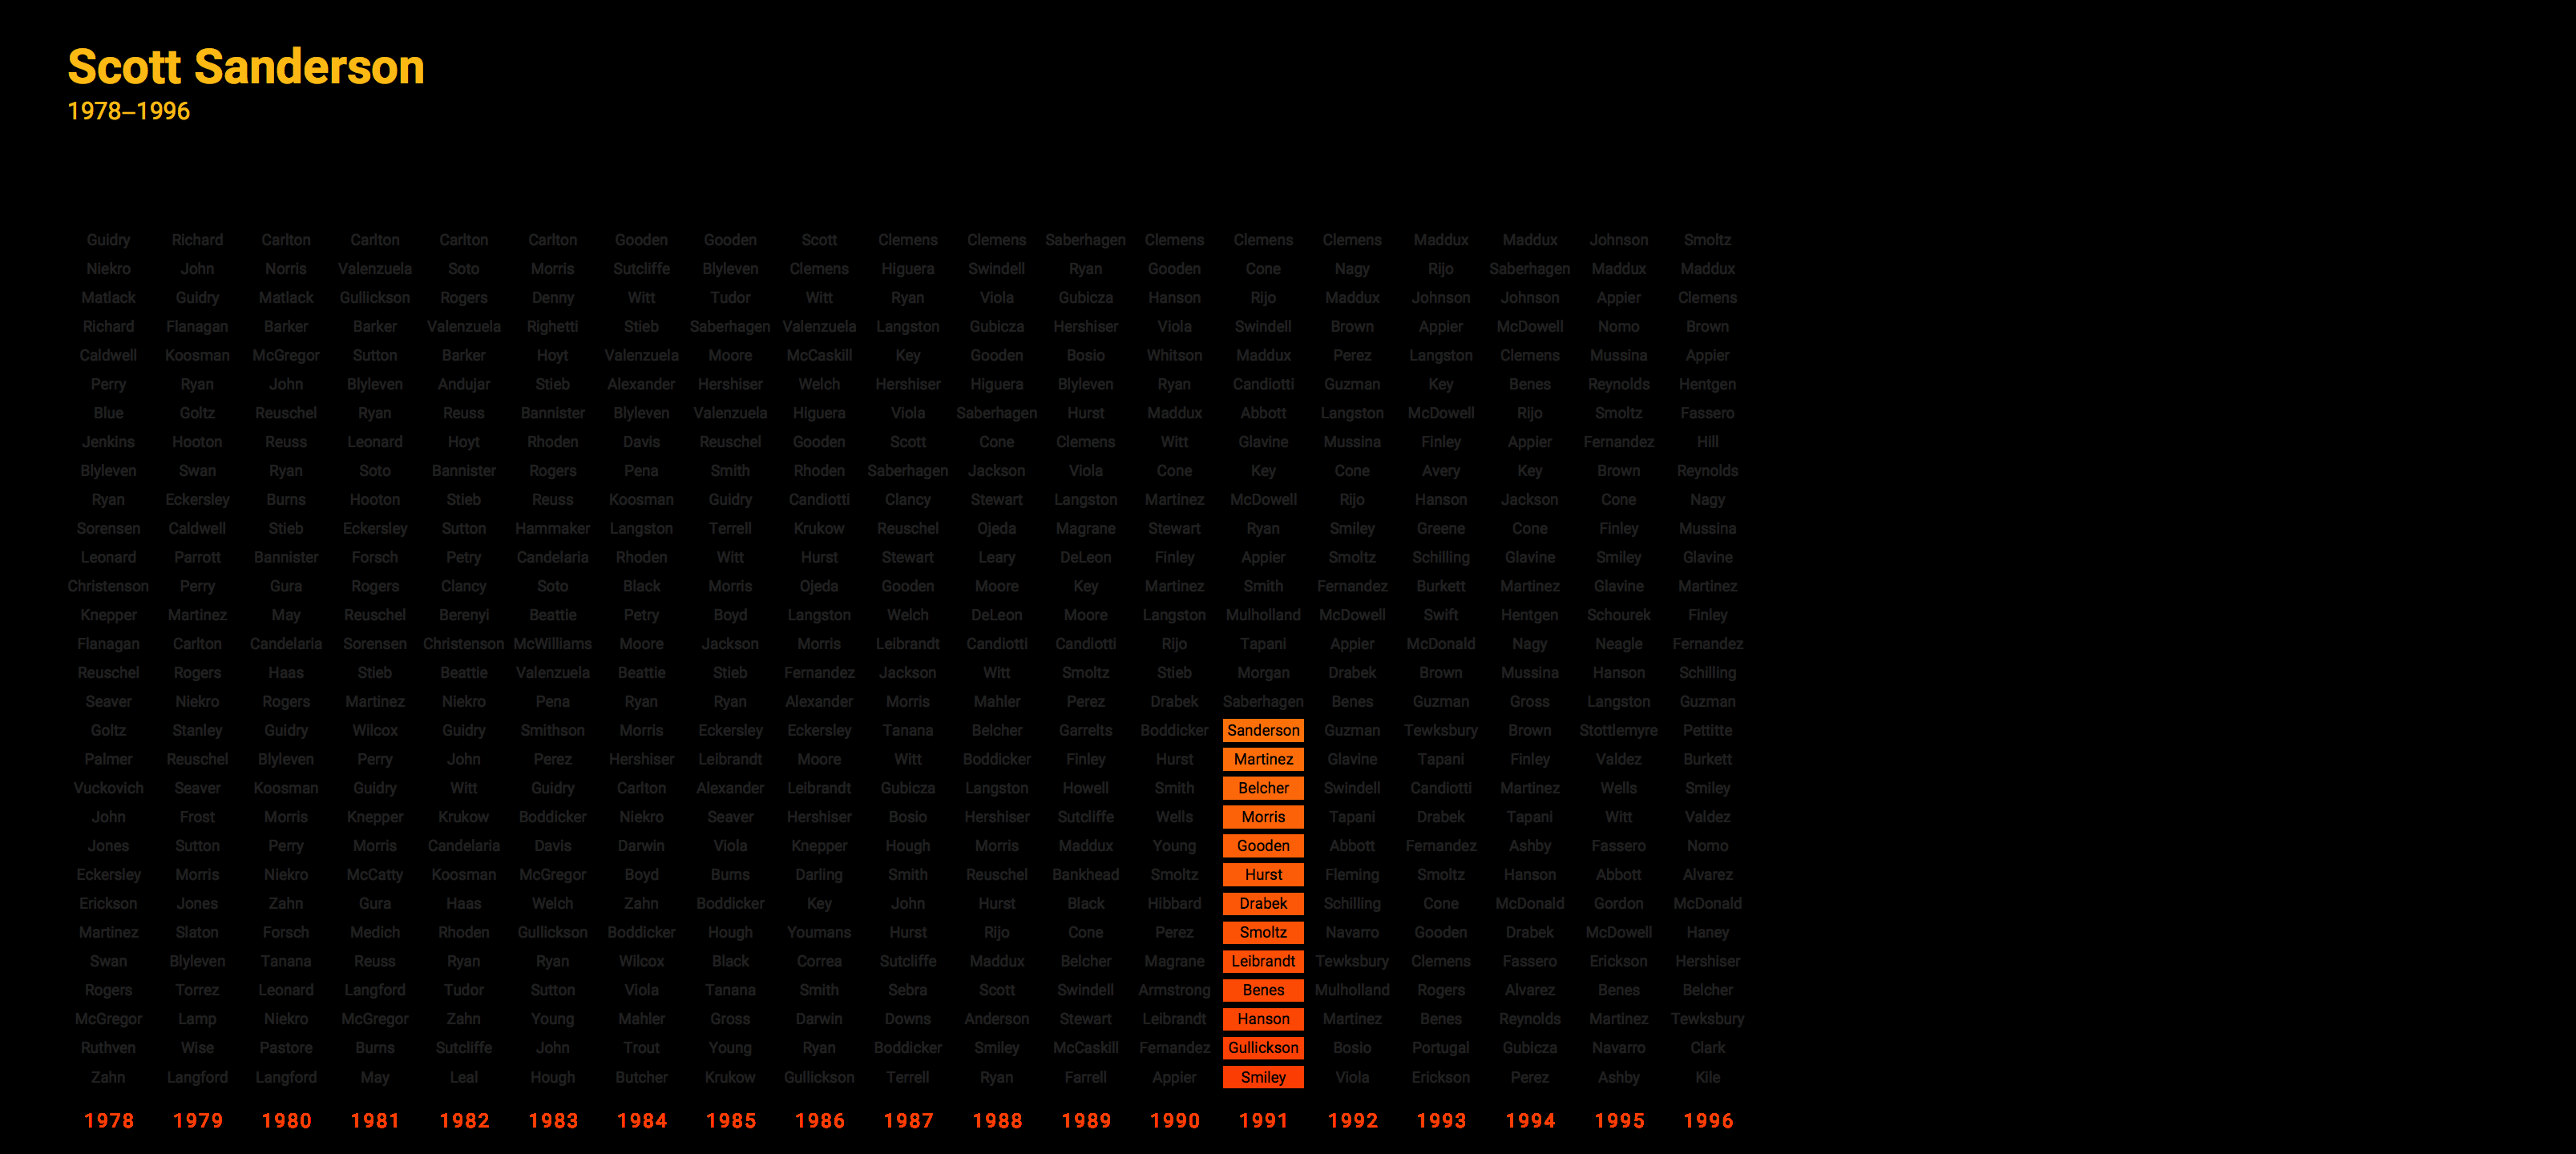 Scott Sanderson
1978–1996
Guidry Richard Carlton Carlton Carlton Carlton Gooden Gooden Scott Clemens Clemens Saberhagen Clemens Clemens Clemens Maddux Maddux Johnson Smoltz
Niekro John Norris Valenzuela Soto Morris Sutcliffe Blyleven Clemens Higuera Swindell Ryan Gooden Cone Nagy Rijo Saberhagen Maddux Maddux
Matlack Guidry Matlack Gullickson Rogers Denny Witt Tudor Witt Ryan Viola Gubicza Hanson Rijo Maddux Johnson Johnson Appier Clemens
Richard Flanagan Barker Barker Valenzuela Righetti Stieb Saberhagen Valenzuela Langston Gubicza Hershiser Viola Swindell Brown Appier McDowell Nomo Brown
Caldwell Koosman McGregor Sutton Barker Hoyt Valenzuela Moore McCaskill Key Gooden Bosio Whitson Maddux Perez Langston Clemens Mussina Appier
Perry Ryan John Blyleven Andujar Stieb Alexander Hershiser Welch Hershiser Higuera Blyleven Ryan Candiotti Guzman Key Benes Reynolds Hentgen
Blue Goltz Reuschel Ryan Reuss Bannister Blyleven Valenzuela Higuera Viola Saberhagen Hurst Maddux Abbott Langston McDowell Rijo Smoltz Fassero
Jenkins Hooton Reuss Leonard Hoyt Rhoden Davis Reuschel Gooden Scott Cone Clemens Witt Glavine Mussina Finley Appier Fernandez Hill
Blyleven Swan Ryan Soto Bannister Rogers Pena Smith Rhoden Saberhagen Jackson Viola Cone Key Cone Avery Key Brown Reynolds
Ryan Eckersley Burns Hooton Stieb Reuss Koosman Guidry Candiotti Clancy Stewart Langston Martinez McDowell Rijo Hanson Jackson Cone Nagy
Sorensen Caldwell Stieb Eckersley Sutton Hammaker Langston Terrell Krukow Reuschel Ojeda Magrane Stewart Ryan Smiley Greene Cone Finley Mussina
Leonard Parrott Bannister Forsch Petry Candelaria Rhoden Witt Hurst Stewart Leary DeLeon Finley Appier Smoltz Schilling Glavine Smiley Glavine
Christenson Perry Gura Rogers Clancy Soto Black Morris Ojeda Gooden Moore Key Martinez Smith Fernandez Burkett Martinez Glavine Martinez
Knepper Martinez May Reuschel Berenyi Beattie Petry Boyd Langston Welch DeLeon Moore Langston Mulholland McDowell Swift Hentgen Schourek Finley
Flanagan Carlton Candelaria Sorensen Christenson McWilliams Moore Jackson Morris Leibrandt Candiotti Candiotti Rijo Tapani Appier McDonald Nagy Neagle Fernandez
Reuschel Rogers Haas Stieb Beattie Valenzuela Beattie Stieb Fernandez Jackson Witt Smoltz Stieb Morgan Drabek Brown Mussina Hanson Schilling
Seaver Niekro Rogers Martinez Niekro Pena Ryan Ryan Alexander Morris Mahler Perez Drabek Saberhagen Benes Guzman Gross Langston Guzman
Goltz Stanley Guidry Wilcox Guidry Smithson Morris Eckersley Eckersley Tanana Belcher Garrelts Boddicker Sanderson Guzman Tewksbury Brown Stottlemyre Pettitte
Palmer Reuschel Blyleven Perry John Perez Hershiser Leibrandt Moore Witt Boddicker Finley Hurst Martinez Glavine Tapani Finley Valdez Burkett
Vuckovich Seaver Koosman Guidry Witt Guidry Carlton Alexander Leibrandt Gubicza Langston Howell Smith Belcher Swindell Candiotti Martinez Wells Smiley
John Frost Morris Knepper Krukow Boddicker Niekro Seaver Hershiser Bosio Hershiser Sutcliffe Wells Morris Tapani Drabek Tapani Witt Valdez
Jones Sutton Perry Morris Candelaria Davis Darwin Viola Knepper Hough Morris Maddux Young Gooden Abbott Fernandez Ashby Fassero Nomo
Eckersley Morris Niekro McCatty Koosman McGregor Boyd Burns Darling Smith Reuschel Bankhead Smoltz Hurst Fleming Smoltz Hanson Abbott Alvarez
Erickson Jones Zahn Gura Haas Welch Zahn Boddicker Key John Hurst Black Hibbard Drabek Schilling Cone McDonald Gordon McDonald
Martinez Slaton Forsch Medich Rhoden Gullickson Boddicker Hough Youmans Hurst Rijo Cone Perez Smoltz Navarro Gooden Drabek McDowell Haney
Swan Blyleven Tanana Reuss Ryan Ryan Wilcox Black Correa Sutcliffe Maddux Belcher Magrane Leibrandt Tewksbury Clemens Fassero Erickson Hershiser
Rogers Torrez Leonard Langford Tudor Sutton Viola Tanana Smith Sebra Scott Swindell Armstrong Benes Mulholland Rogers Alvarez Benes Belcher
McGregor Lamp Niekro McGregor Zahn Young Mahler Gross Darwin Downs Anderson Stewart Leibrandt Hanson Martinez Benes Reynolds Martinez Tewksbury
Ruthven Wise Pastore Burns Sutcliffe John Trout Young Ryan Boddicker Smiley McCaskill Fernandez Gullickson Bosio Portugal Gubicza Navarro Clark
Zahn Langford Langford May Leal Hough Butcher Krukow Gullickson Terrell Ryan Farrell Appier Smiley Viola Erickson Perez Ashby Kile
1978 1979 1980 1981 1982 1983 1984 1985 1986 1987 1988 1989 1990 1991 1992 1993 1994 1995 1996